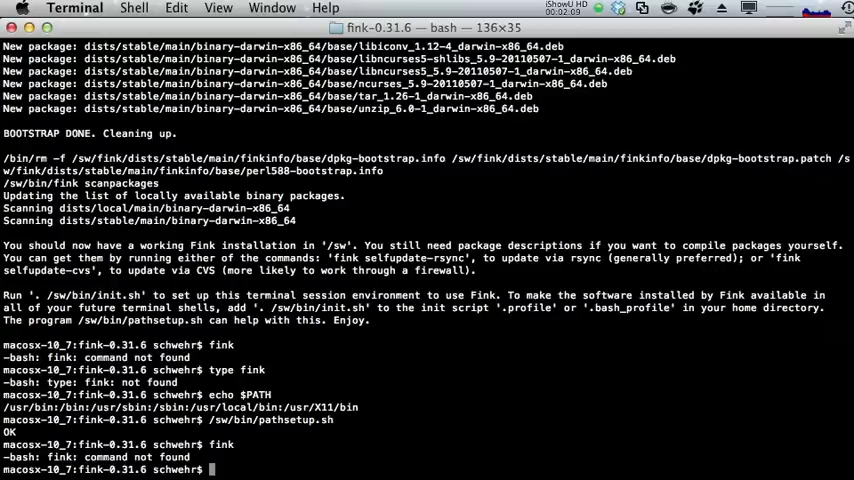 Terminal Shell Edit View Window Help
iShowU HD
00:02:09
fink-0.31.6 — bash — 136×35
New package: dists/stable/main/binary-darwin-x86_64/base/libiconv_1.12-4_darwin-x86_64.deb
New package: dists/stable/main/binary-darwin-x86_64/base/libncurses5-shlibs_5.9-20110507-1_darwin-x86_64.deb
New package: dists/stable/main/binary-darwin-x86_64/base/libncurses5_5.9-20110507-1_darwin-x86_64.deb
New package: dists/stable/main/binary-darwin-x86_64/base/ncurses_5.9-20110507-1_darwin-x86_64.deb
New package: dists/stable/main/binary-darwin-x86_64/base/tar_1.26-1_darwin-x86_64.deb
New package: dists/stable/main/binary-darwin-x86_64/base/unzip_6.0-1_darwin-x86_64.deb
BOOTSTRAP DONE. Cleaning up.
/bin/rm -f /sw/fink/dists/stable/main/finkinfo/base/dpkg-bootstrap.info /sw/fink/dists/stable/main/finkinfo/base/dpkg-bootstrap.patch /s
w/fink/dists/stable/main/finkinfo/base/perl588-bootstrap.info
/sw/bin/fink scanpackages
Updating the list of locally available binary packages.
Scanning dists/local/main/binary-darwin-x86_64
Scanning dists/stable/main/binary-darwin-x86_64
You should now have a working Fink installation in '/sw'. You still need package descriptions if you want to compile packages yourself.
You can get them by running either of the commands: 'fink selfupdate-rsync', to update via rsync (generally preferred); or 'fink
selfupdate-cvs', to update via CVS (more likely to work through a firewall).
Run '. /sw/bin/init.sh' to set up this terminal session environment to use Fink. To make the software installed by Fink available in
all of your future terminal shells, add '. /sw/bin/init.sh' to the init script '.profile' or '.bash_profile' in your home directory.
The program /sw/bin/pathsetup.sh can help with this. Enjoy.
macosx-10_7:fink-0.31.6 schwehr$ fink
-bash: fink: command not found
macosx-10_7:fink-0.31.6 schwehr$ type fink
-bash: type: fink: not found
macosx-10_7:fink-0.31.6 schwehr$ echo $PATH
/usr/bin:/bin:/usr/sbin:/sbin:/usr/local/bin:/usr/X11/bin
macosx-10_7:fink-0.31.6 schwehr$ /sw/bin/pathsetup.sh
OK
macosx-10_7:fink-0.31.6 schwehr$ fink
-bash: fink: command not found
macosx-10_7:fink-0.31.6 schwehr$